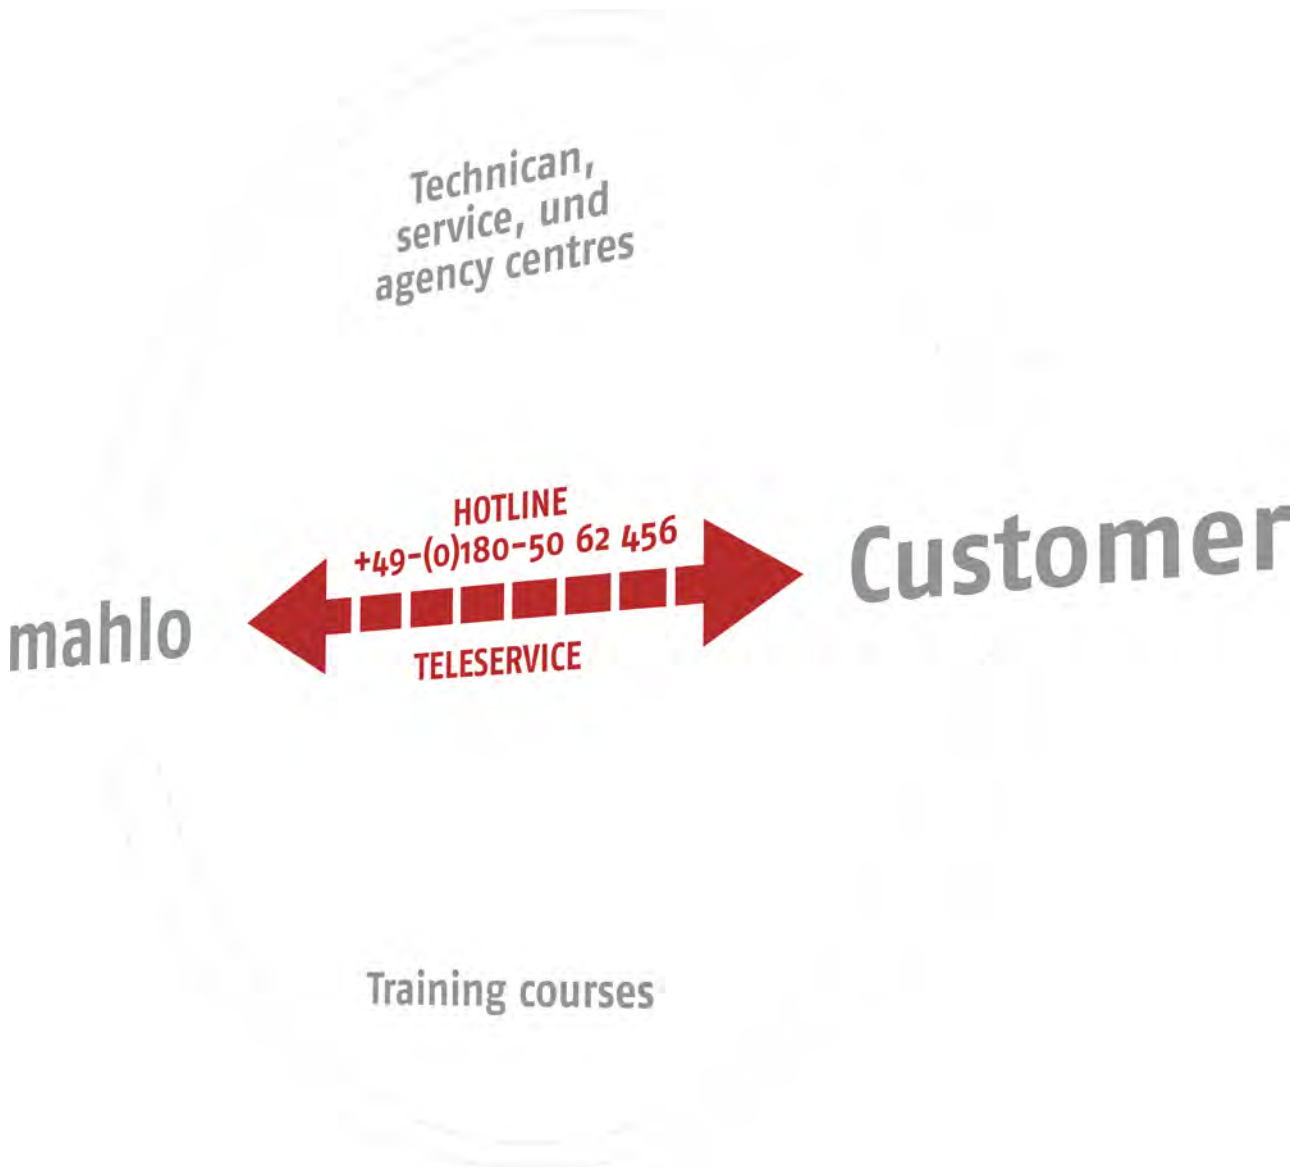 Technican,
service, und
agency centres
HOTLINE
+49-(0)180-50 62 456
Customer
mahlo
TELESERVICE
Training courses